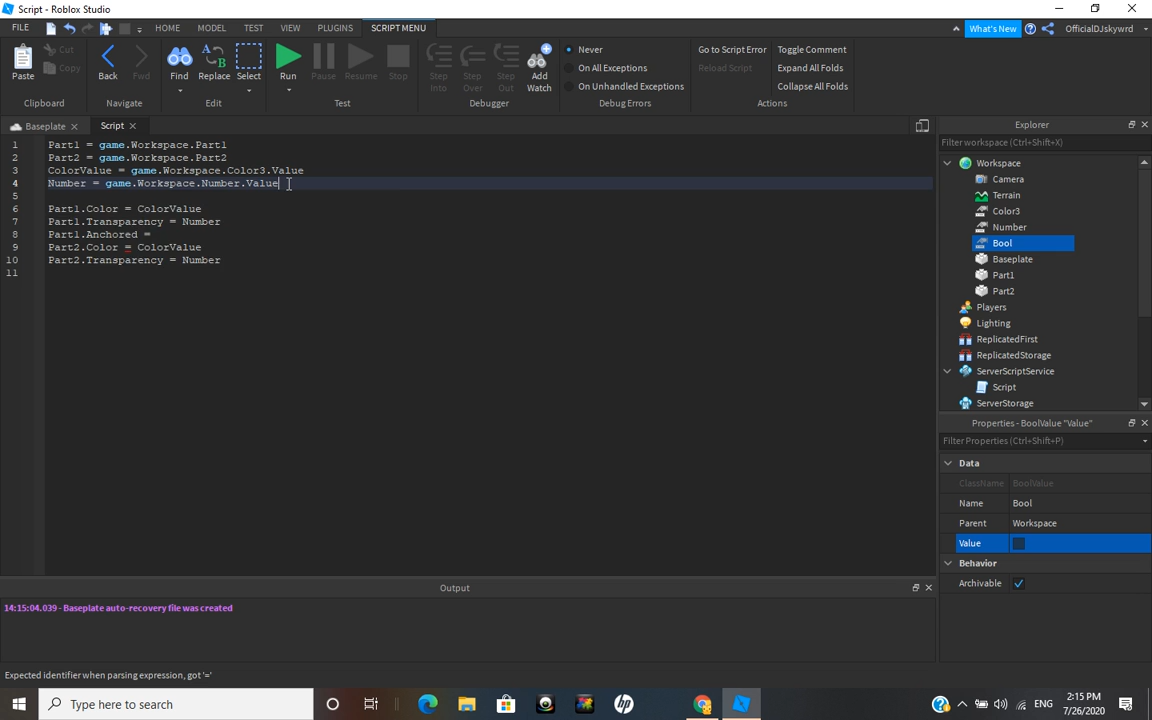 Script - Roblox Studio
FILE HOME MODEL TEST VIEW PLUGINS SCRIPT MENU What's New OfficialDJskywrd
Paste Cut Copy Back Fwd Find Replace Select Run Pause Resume Stop Step Into Step Over Step Out Add Watch Never On All Exceptions On Unhandled Exceptions Go to Script Error Reload Script Toggle Comment Expand All Folds Collapse All Folds
Clipboard Navigate Edit Test Debugger Debug Errors Actions
Baseplate Script
1 Part1 = game.Workspace.Part1
2 Part2 = game.Workspace.Part2
3 ColorValue = game.Workspace.Color3.Value
4 Number = game.Workspace.Number.Value
5
6 Part1.Color = ColorValue
7 Part1.Transparency = Number
8 Part1.Anchored =
9 Part2.Color = ColorValue
10 Part2.Transparency = Number
11
Explorer
Filter workspace (Ctrl+Shift+X)
Workspace
Camera
Terrain
Color3
Number
Bool
Baseplate
Part1
Part2
Players
Lighting
ReplicatedFirst
ReplicatedStorage
ServerScriptService
Script
ServerStorage
Properties - BoolValue "Value"
Filter Properties (Ctrl+Shift+P)
Data
ClassName BoolValue
Name Bool
Parent Workspace
Value
Behavior
Archivable
Output
14:15:04.039 - Baseplate auto-recovery file was created
Expected identifier when parsing expression, got '='
Type here to search
hp
ENG
2:15 PM
7/26/2020